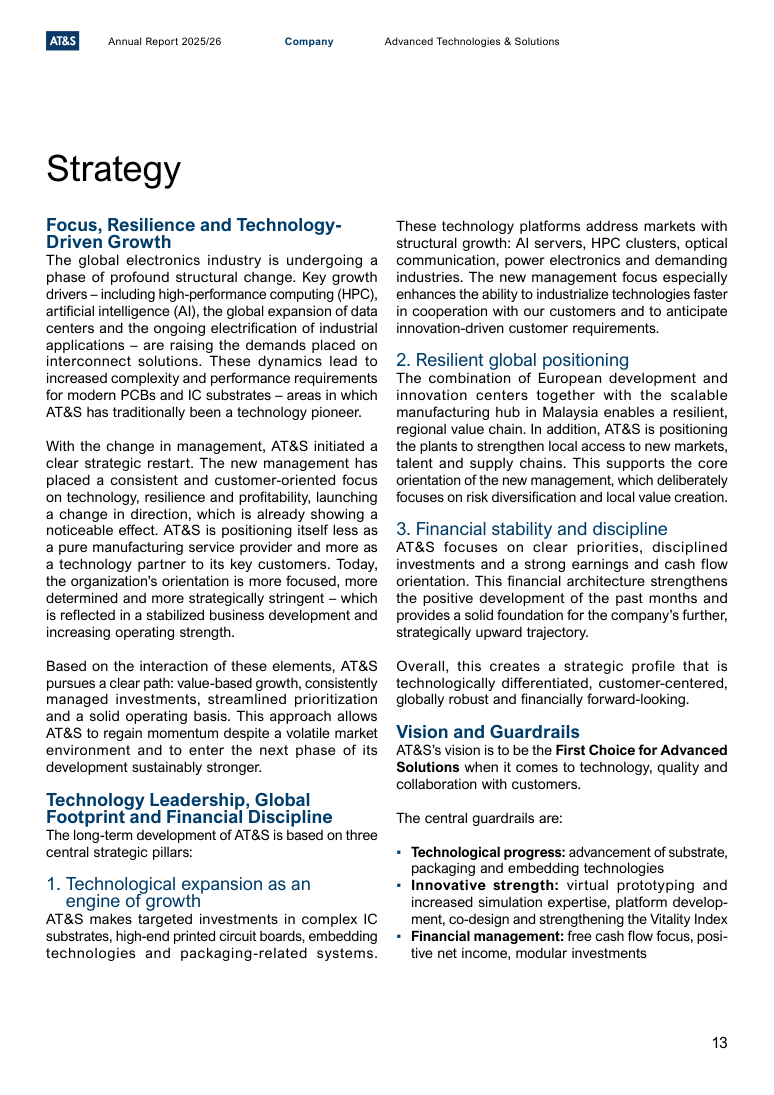 AT&S
Annual Report 2025/26
Company
Advanced Technologies & Solutions
Strategy
Focus, Resilience and Technology-
Driven Growth
The global electronics industry is undergoing a
phase of profound structural change. Key growth
drivers – including high-performance computing (HPC),
artificial intelligence (AI), the global expansion of data
centers and the ongoing electrification of industrial
applications – are raising the demands placed on
interconnect solutions. These dynamics lead to
increased complexity and performance requirements
for modern PCBs and IC substrates – areas in which
AT&S has traditionally been a technology pioneer.
With the change in management, AT&S initiated a
clear strategic restart. The new management has
placed a consistent and customer-oriented focus
on technology, resilience and profitability, launching
a change in direction, which is already showing a
noticeable effect. AT&S is positioning itself less as
a pure manufacturing service provider and more as
a technology partner to its key customers. Today,
the organization's orientation is more focused, more
determined and more strategically stringent – which
is reflected in a stabilized business development and
increasing operating strength.
Based on the interaction of these elements, AT&S
pursues a clear path: value-based growth, consistently
managed investments, streamlined prioritization
and a solid operating basis. This approach allows
AT&S to regain momentum despite a volatile market
environment and to enter the next phase of its
development sustainably stronger.
Technology Leadership, Global
Footprint and Financial Discipline
The long-term development of AT&S is based on three
central strategic pillars:
1. Technological expansion as an
engine of growth
AT&S makes targeted investments in complex IC
substrates, high-end printed circuit boards, embedding
technologies and packaging-related systems.
These technology platforms address markets with
structural growth: AI servers, HPC clusters, optical
communication, power electronics and demanding
industries. The new management focus especially
enhances the ability to industrialize technologies faster
in cooperation with our customers and to anticipate
innovation-driven customer requirements.
2. Resilient global positioning
The combination of European development and
innovation centers together with the scalable
manufacturing hub in Malaysia enables a resilient,
regional value chain. In addition, AT&S is positioning
the plants to strengthen local access to new markets,
talent and supply chains. This supports the core
orientation of the new management, which deliberately
focuses on risk diversification and local value creation.
3. Financial stability and discipline
AT&S focuses on clear priorities, disciplined
investments and a strong earnings and cash flow
orientation. This financial architecture strengthens
the positive development of the past months and
provides a solid foundation for the company's further,
strategically upward trajectory.
Overall, this creates a strategic profile that is
technologically differentiated, customer-centered,
globally robust and financially forward-looking.
Vision and Guardrails
AT&S's vision is to be the First Choice for Advanced
Solutions when it comes to technology, quality and
collaboration with customers.
The central guardrails are:
▪ Technological progress: advancement of substrate,
packaging and embedding technologies
▪ Innovative strength: virtual prototyping and
increased simulation expertise, platform develop-
ment, co-design and strengthening the Vitality Index
▪ Financial management: free cash flow focus, posi-
tive net income, modular investments
13